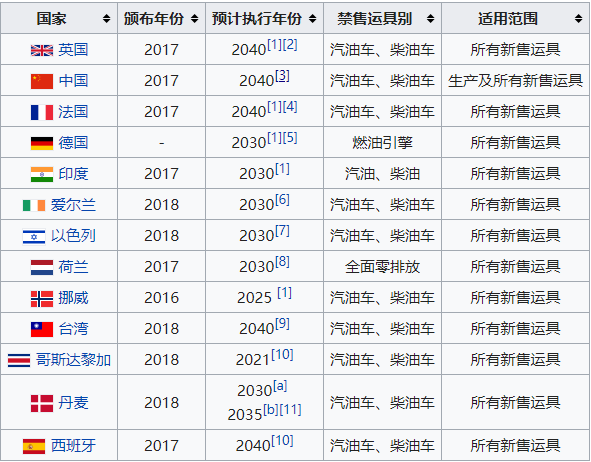 国家 颁布年份 预计执行年份 禁售运具别 适用范围
英国 2017 2040[1][2] 汽油车、柴油车 所有新售运具
中国 2017 2040[3] 汽油车、柴油车 生产及所有新售运具
法国 2017 2040[1][4] 汽油车、柴油车 所有新售运具
德国 - 2030[1][5] 燃油引擎 所有新售运具
印度 2017 2030[1] 汽油、柴油 所有新售运具
爱尔兰 2018 2030[6] 汽油车、柴油车 所有新售运具
以色列 2018 2030[7] 汽油车、柴油车 所有新售运具
荷兰 2017 2030[8] 全面零排放 所有新售运具
挪威 2016 2025 [1] 汽油车、柴油车 所有新售运具
台湾 2018 2040[9] 汽油车、柴油车 所有新售运具
哥斯达黎加 2018 2021[10] 汽油车、柴油车 所有新售运具
丹麦 2018 2030[a]
2035[b][11] 汽油车、柴油车 所有新售运具
西班牙 2017 2040[10] 汽油车、柴油车 所有新售运具